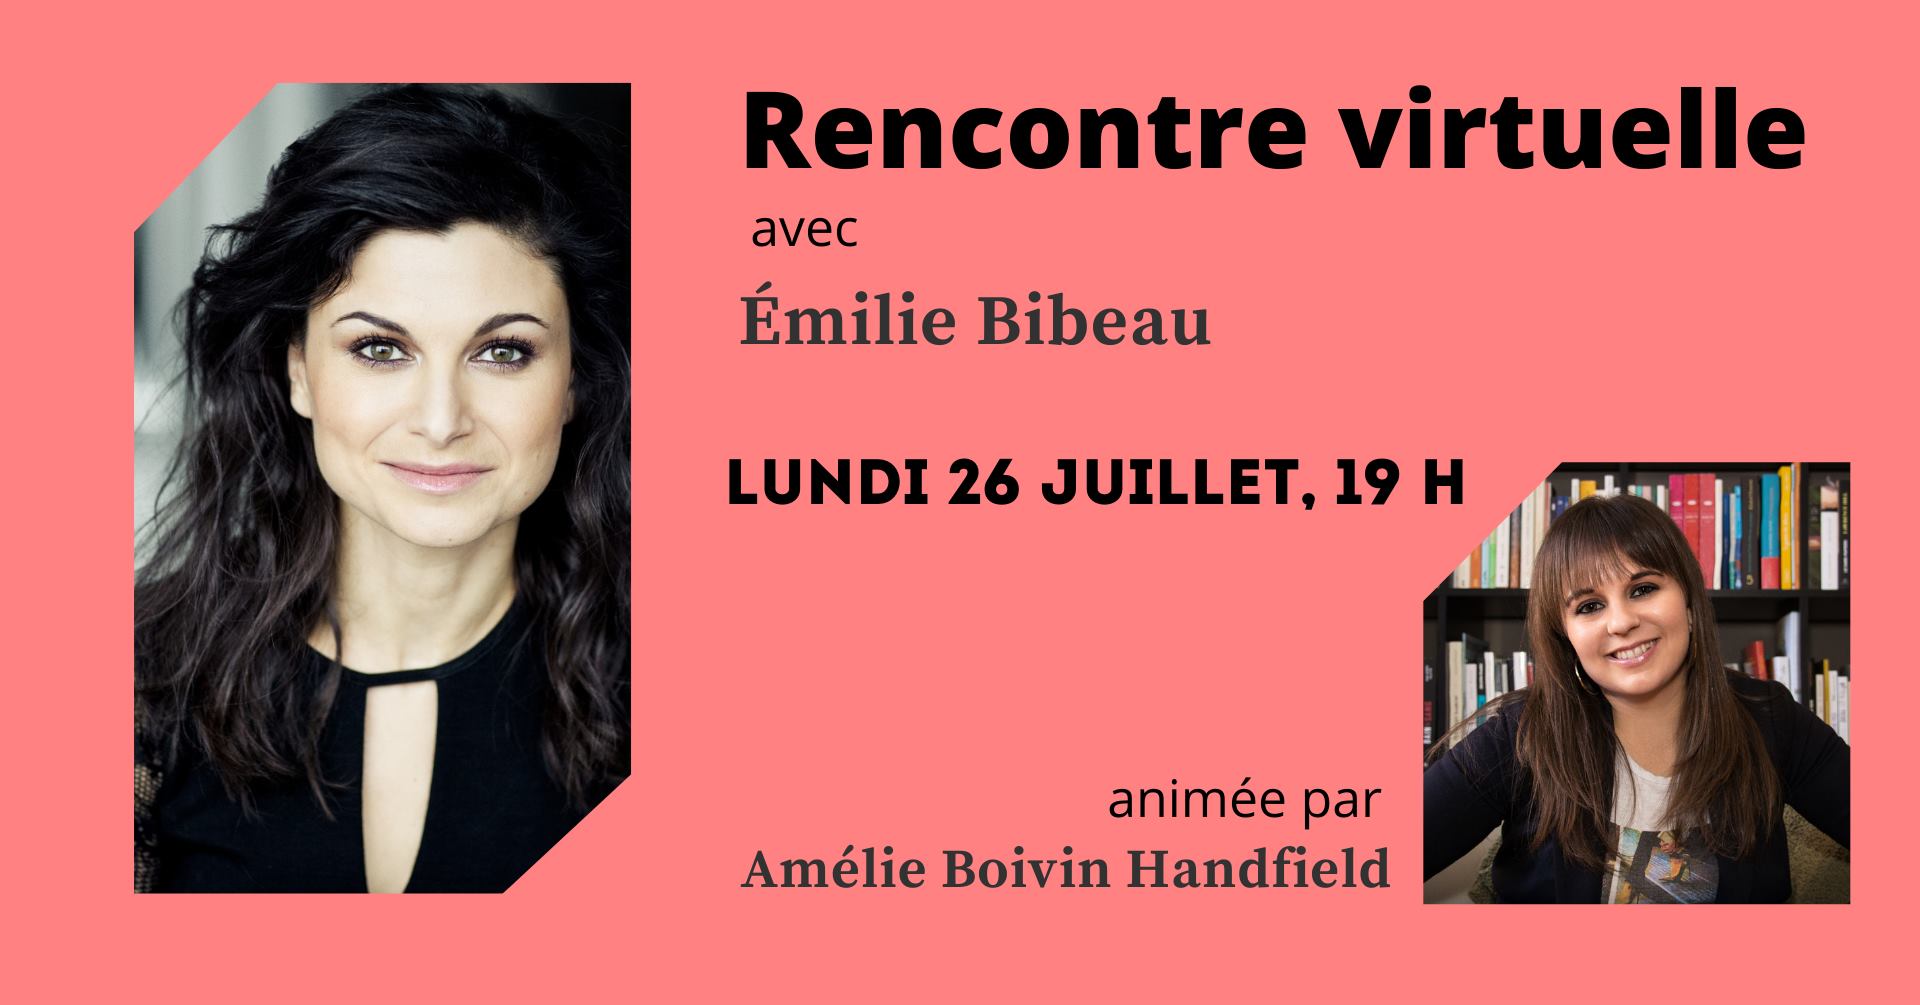 Rencontre virtuelle
avec
Émilie Bibeau
LUNDI 26 JUILLET, 19 H
animée par
Amélie Boivin Handfield